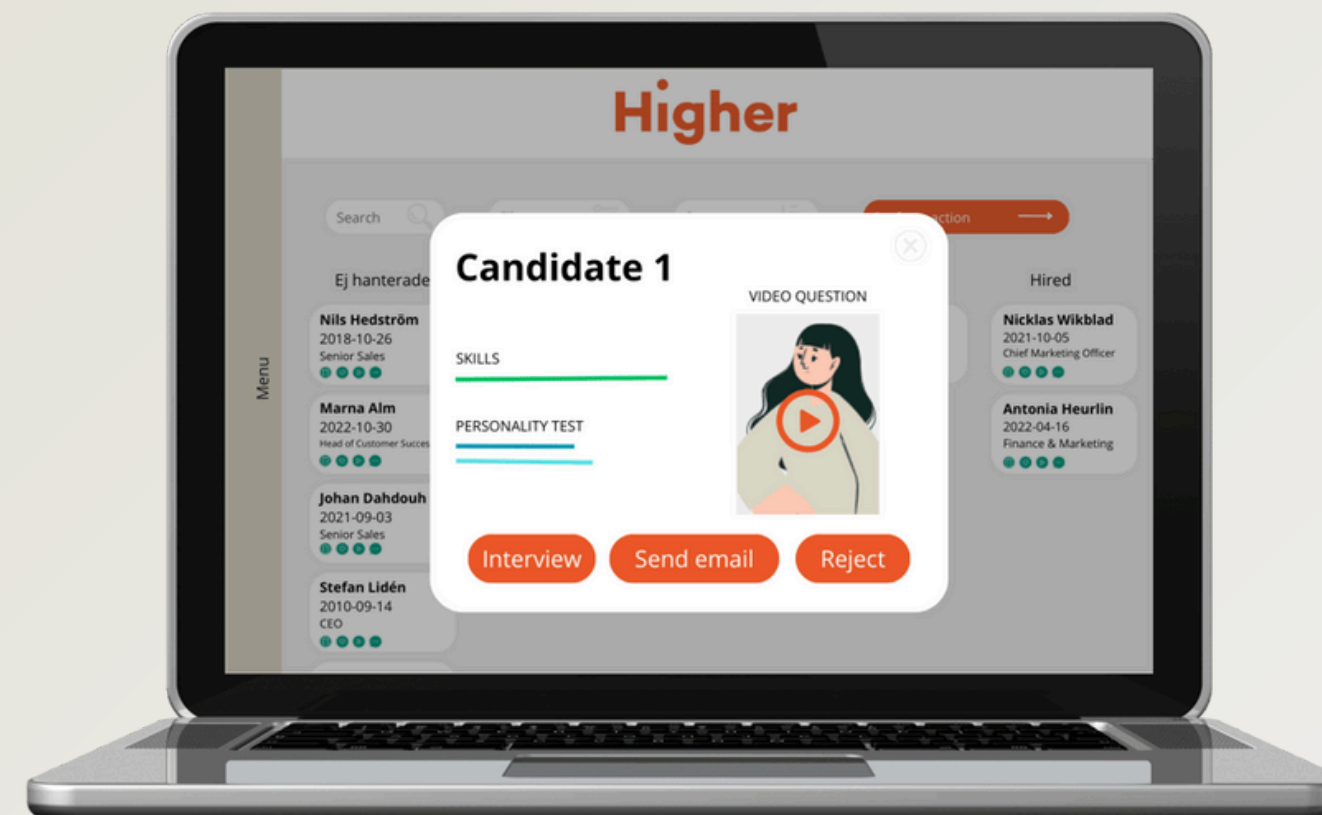 Higher
Search
action
Menu
Ej hanterade
Hired
Nils Hedström
2018-10-26
Senior Sales
Marna Alm
2022-10-30
Head of Customer Succes
Johan Dahdouh
2021-09-03
Senior Sales
Stefan Lidén
2010-09-14
CEO
Candidate 1
VIDEO QUESTION
SKILLS
PERSONALITY TEST
Interview
Send email
Reject
Nicklas Wikblad
2021-10-05
Chief Marketing Officer
Antonia Heurlin
2022-04-16
Finance & Marketing